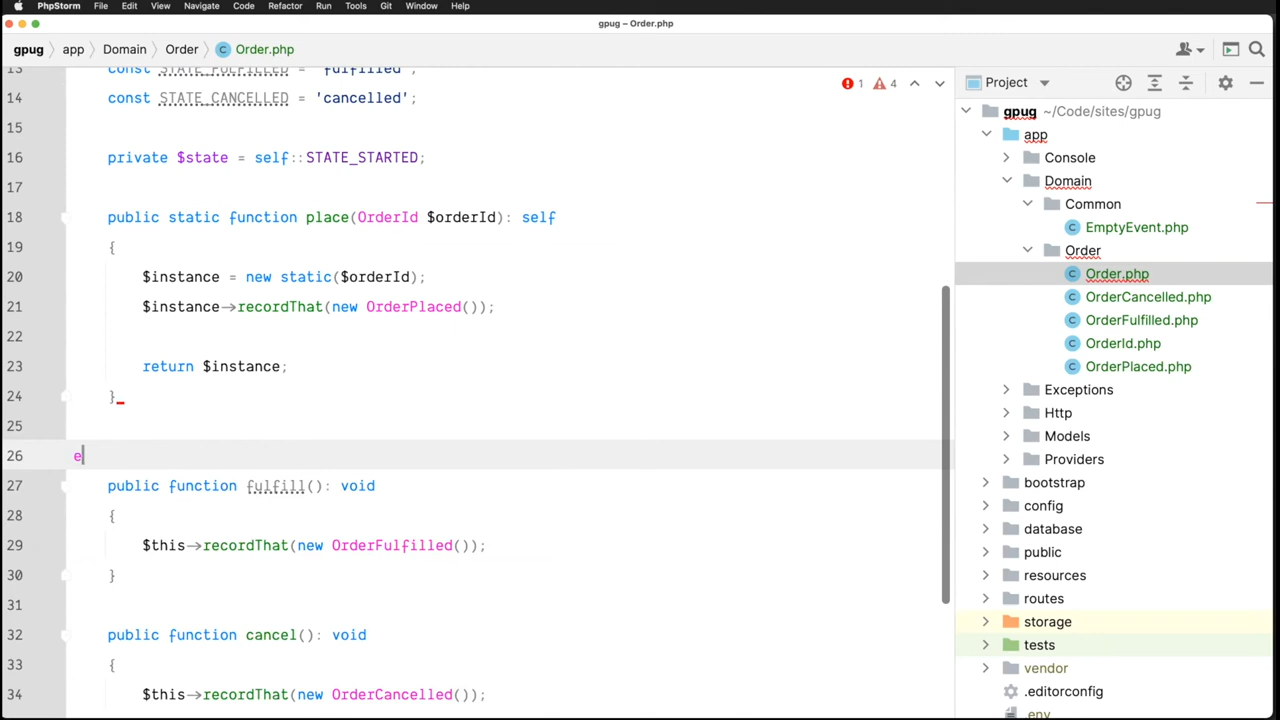 PhpStorm File Edit View Navigate Code Refactor Run Tools Git Window Help
gpug – Order.php
gpug app Domain Order Order.php
13 const STATE_FULFILLED = 'fulfilled';
14 const STATE_CANCELLED = 'cancelled';
15
16 private $state = self::STATE_STARTED;
17
18 public static function place(OrderId $orderId): self
19 {
20 $instance = new static($orderId);
21 $instance->recordThat(new OrderPlaced());
22
23 return $instance;
24 }
25
26 e
27 public function fulfill(): void
28 {
29 $this->recordThat(new OrderFulfilled());
30 }
31
32 public function cancel(): void
33 {
34 $this->recordThat(new OrderCancelled());
1 4
Project
gpug ~/Code/sites/gpug
app
Console
Domain
Common
EmptyEvent.php
Order
Order.php
OrderCancelled.php
OrderFulfilled.php
OrderId.php
OrderPlaced.php
Exceptions
Http
Models
Providers
bootstrap
config
database
public
resources
routes
storage
tests
vendor
.editorconfig
.env